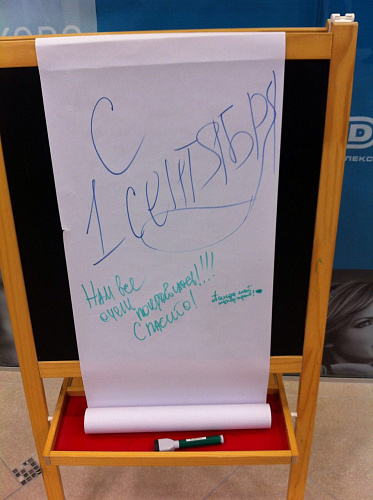 С
1 СЕНТЯБРЯ
Нам все
очень понравилось!!!
Спасибо!